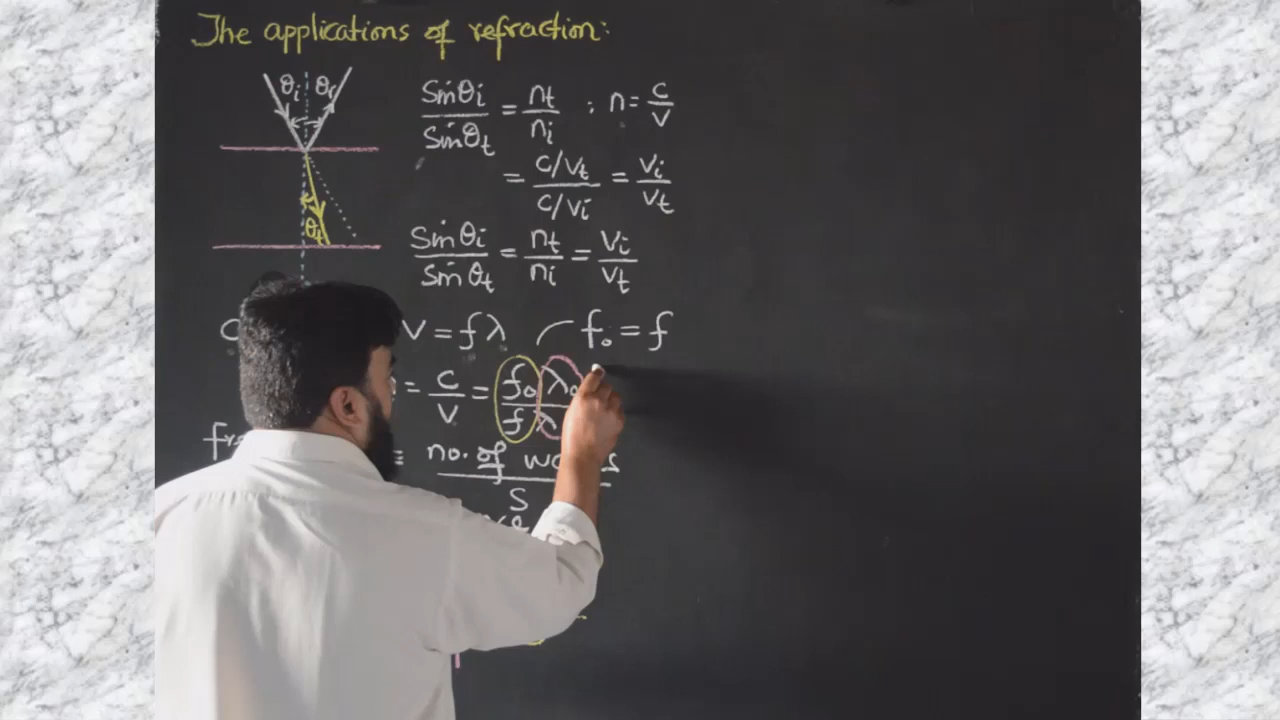 The applications of refraction:
θi θr
θt
Sinθi / Sinθt = nt / ni ; n = c / v
= c/vt / c/vi = vi / vt
Sinθi / Sinθt = nt / ni = vi / vt
v = fλ f₀ = f
= c / v = f₀ λ₀ / f λ
= no. of
S